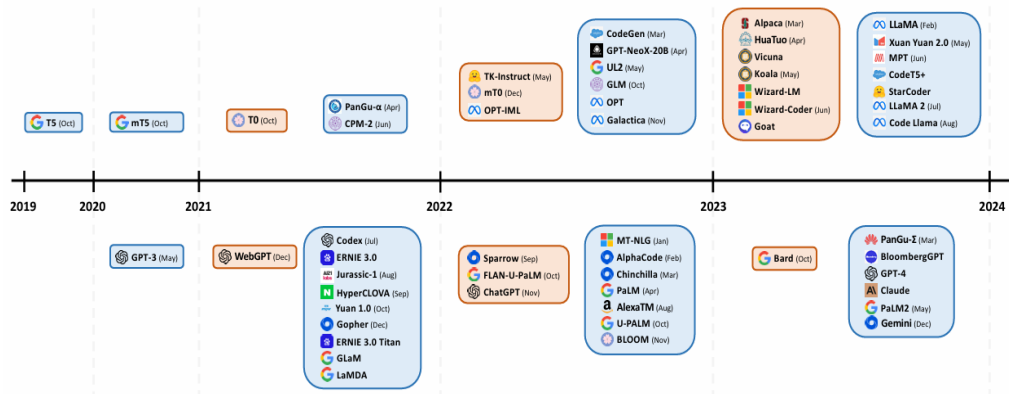 T5 (Oct)
mT5 (Oct)
T0 (Oct)
PanGu-α (Apr)
CPM-2 (Jun)
TK-Instruct (May)
mT0 (Dec)
OPT-IML
CodeGen (Mar)
GPT-NeoX-20B (Apr)
UL2 (May)
GLM (Oct)
OPT
Galactica (Nov)
Alpaca (Mar)
HuaTuo (Apr)
Vicuna
Koala (May)
Wizard-LM
Wizard-Coder (Jun)
Goat
LLaMA (Feb)
Xuan Yuan 2.0 (May)
MPT (Jun)
CodeT5+
StarCoder
LLaMA 2 (Jul)
Code Llama (Aug)
2019
2020
2021
2022
2023
2024
GPT-3 (May)
WebGPT (Dec)
Codex (Jul)
ERNIE 3.0
Jurassic-1 (Aug)
HyperCLOVA (Sep)
Yuan 1.0 (Oct)
Gopher (Dec)
ERNIE 3.0 Titan
GLaM
LaMDA
Sparrow (Sep)
FLAN-U-PaLM (Oct)
ChatGPT (Nov)
MT-NLG (Jan)
AlphaCode (Feb)
Chinchilla (Mar)
PaLM (Apr)
AlexaTM (Aug)
U-PALM (Oct)
BLOOM (Nov)
Bard (Oct)
PanGu-Σ (Mar)
BloombergGPT
GPT-4
Claude
PaLM2 (May)
Gemini (Dec)